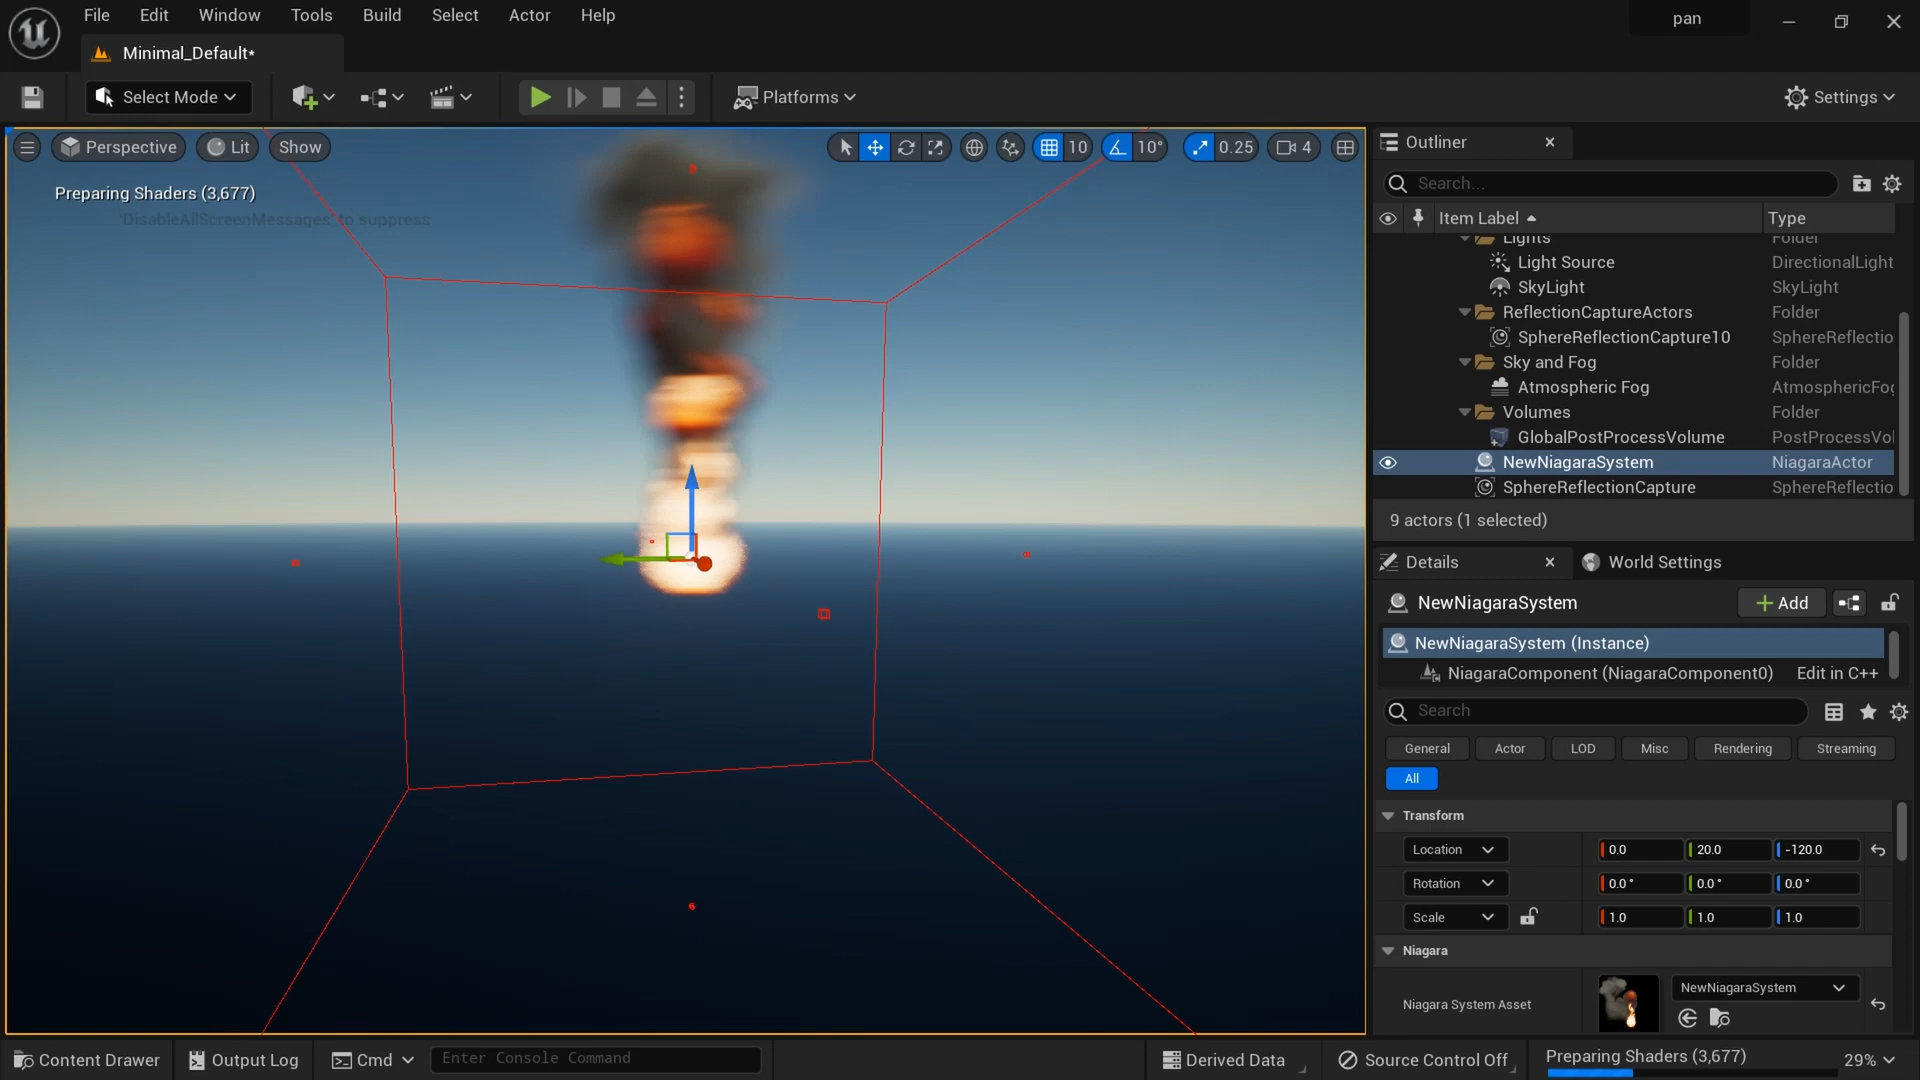 File Edit Window Tools Build Select Actor Help
pan
Minimal_Default*
Select Mode
Platforms
Settings
Perspective Lit Show
10 10° 0.25 4
Preparing Shaders (3,677)
'DisableAllScreenMessages' to suppress
Outliner
Search...
Item Label Type
Lights Folder
Light Source DirectionalLight
SkyLight SkyLight
ReflectionCaptureActors Folder
SphereReflectionCapture10 SphereReflectio
Sky and Fog Folder
Atmospheric Fog AtmosphericFog
Volumes Folder
GlobalPostProcessVolume PostProcessVol
NewNiagaraSystem NiagaraActor
SphereReflectionCapture SphereReflectio
9 actors (1 selected)
Details World Settings
NewNiagaraSystem Add
NewNiagaraSystem (Instance)
NiagaraComponent (NiagaraComponent0) Edit in C++
Search
General Actor LOD Misc Rendering Streaming
All
Transform
Location 0.0 20.0 -120.0
Rotation 0.0° 0.0° 0.0°
Scale 1.0 1.0 1.0
Niagara
Niagara System Asset NewNiagaraSystem
Content Drawer Output Log Cmd Enter Console Command Derived Data Source Control Off Preparing Shaders (3,677) 29%